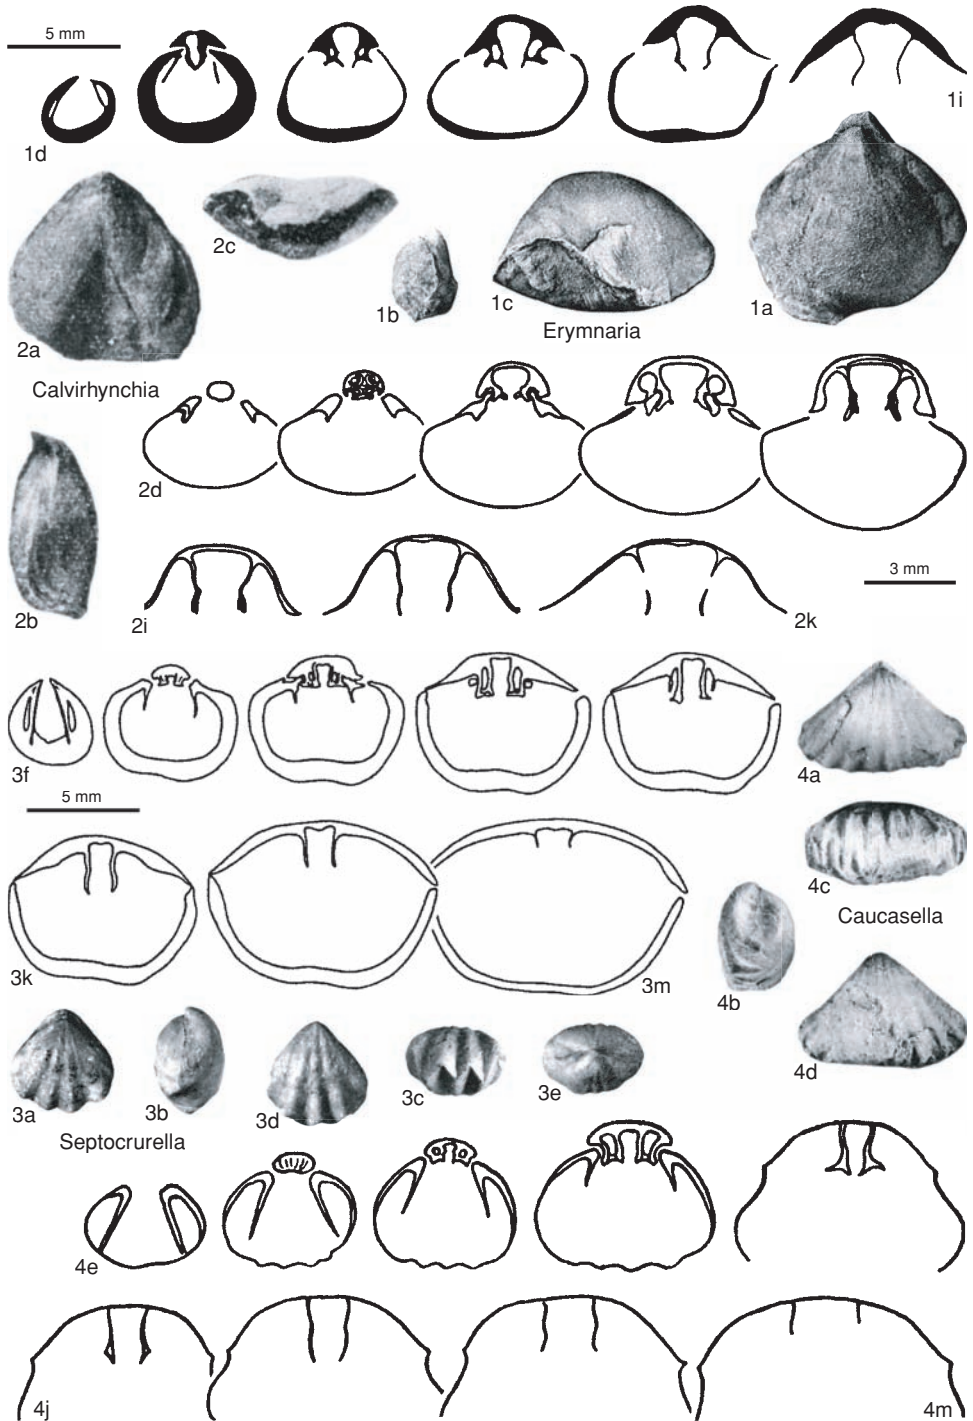 5 mm
1d
1i
2c
1b
1c
1a
Erymnaria
2a
Calvirhynchia
2d
2b
2i
2k
3 mm
3f
4a
5 mm
4c
Caucasella
3k
3m
4b
4d
3a
3b
3d
3c
3e
Septocrurella
4e
4j
4m